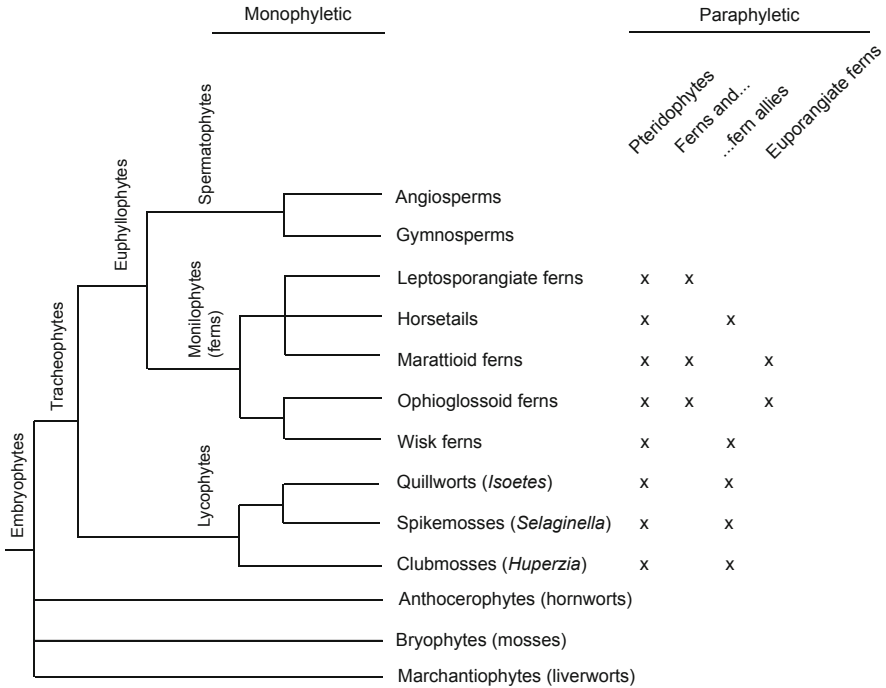 Monophyletic
Paraphyletic
Pteridophytes
Ferns and...
...fern allies
Euporangiate ferns
Embryophytes
Tracheophytes
Euphyllophytes
Spermatophytes
Monilophytes
(ferns)
Lycophytes
Angiosperms
Gymnosperms
Leptosporangiate ferns x x
Horsetails x x
Marattioid ferns x x x
Ophioglossoid ferns x x x
Wisk ferns x x
Quillworts (Isoetes) x x
Spikemosses (Selaginella) x x
Clubmosses (Huperzia) x x
Anthocerophytes (hornworts)
Bryophytes (mosses)
Marchantiophytes (liverworts)